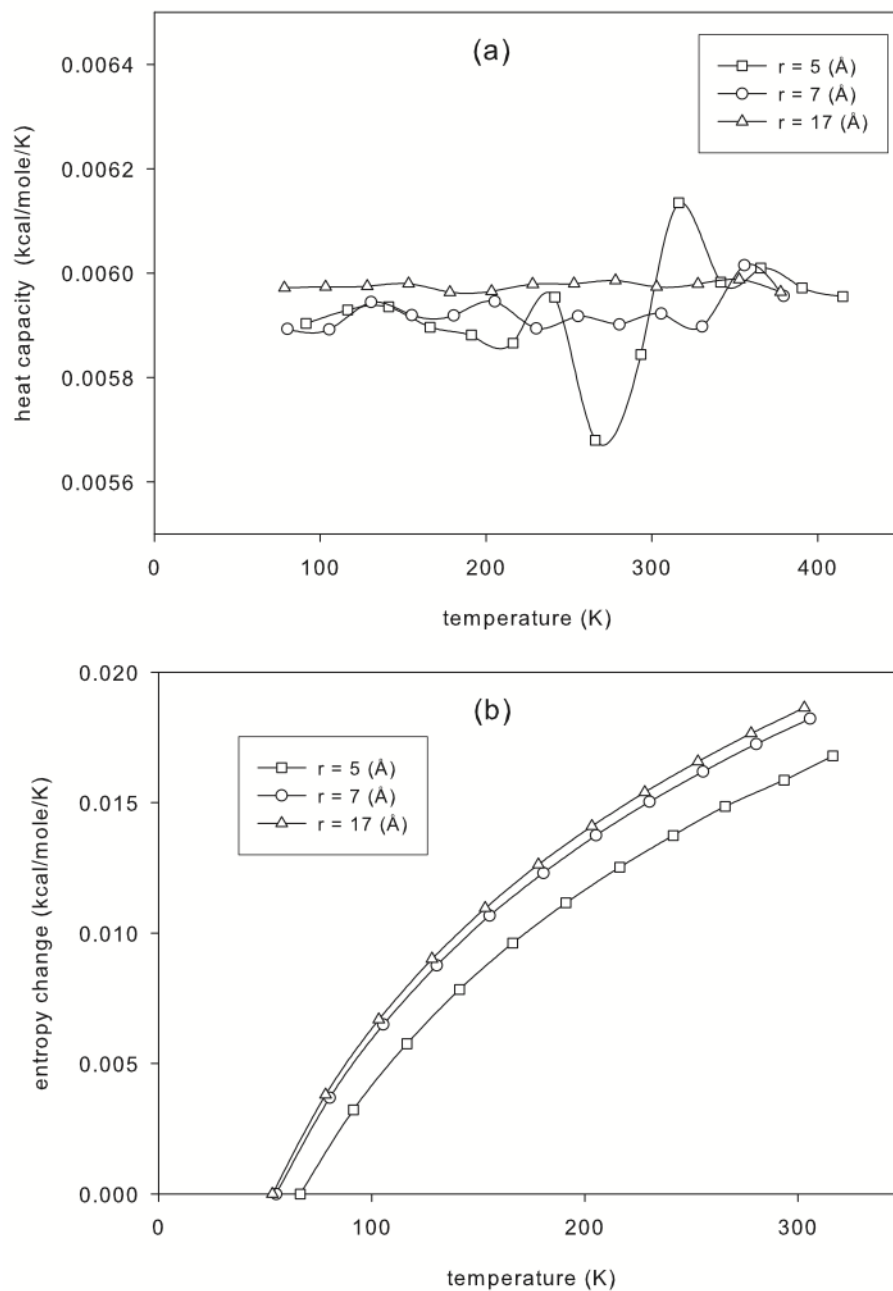 (a)
r = 5 (Å)
r = 7 (Å)
r = 17 (Å)
0.0064
0.0062
0.0060
0.0058
0.0056
heat capacity (kcal/mole/K)
0 100 200 300 400
temperature (K)
(b)
r = 5 (Å)
r = 7 (Å)
r = 17 (Å)
0.020
0.015
0.010
0.005
0.000
entropy change (kcal/mole/K)
0 100 200 300
temperature (K)